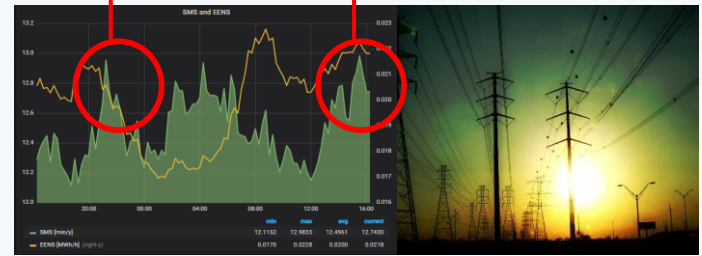 SMS and EENS
13.2
13.0
12.6
12.4
12.2
12.0
0.023
0.021
0.020
0.019
0.018
0.017
0.016
20:00 00:00 04:00 08:00 12:00 16:00
min max avg current
SMS [min/y] 12.1152 12.9833 12.4961 12.7430
EENS [MWh/h] (right-y) 0.0170 0.0228 0.0200 0.0218